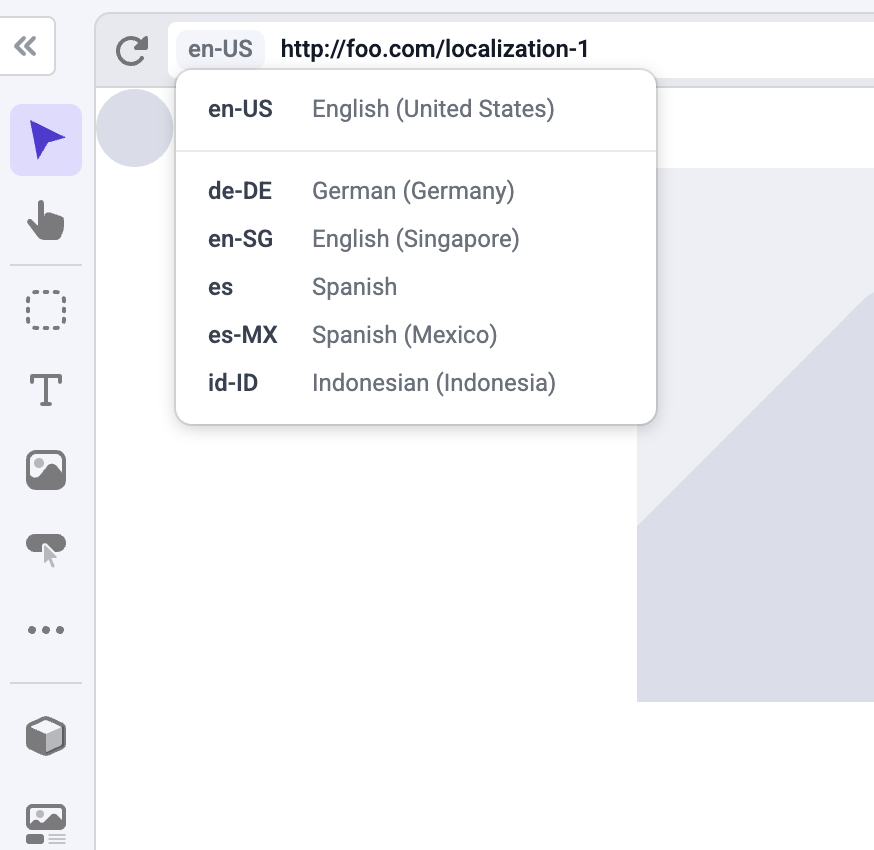 en-US http://foo.com/localization-1
en-US English (United States)
de-DE German (Germany)
en-SG English (Singapore)
es Spanish
es-MX Spanish (Mexico)
id-ID Indonesian (Indonesia)
T